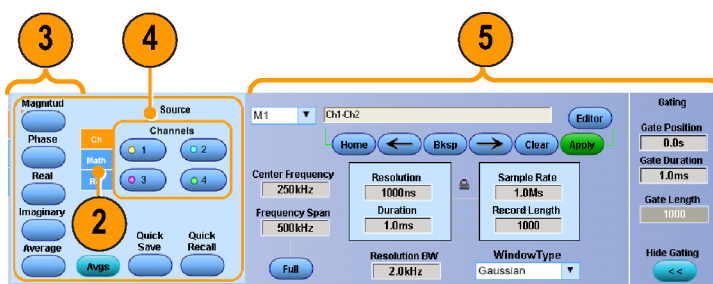 3
4
5
Magnitud
Phase
Real
Imaginary
Average
Source
Ch
Math
Channels
1
2
3
4
2
Avgs
Quick Save
Quick Recall
M1
Ch1-Ch2
Editor
Home
Bksp
Clear
Apply
Center Frequency
250kHz
Frequency Span
500kHz
Full
Resolution
1000ns
Duration
1.0ms
Sample Rate
1.0Ms
Record Length
1000
Resolution BW
2.0kHz
WindowType
Gaussian
Gating
Gate Position
0.0s
Gate Duration
1.0ms
Gate Length
1000
Hide Gating
<<